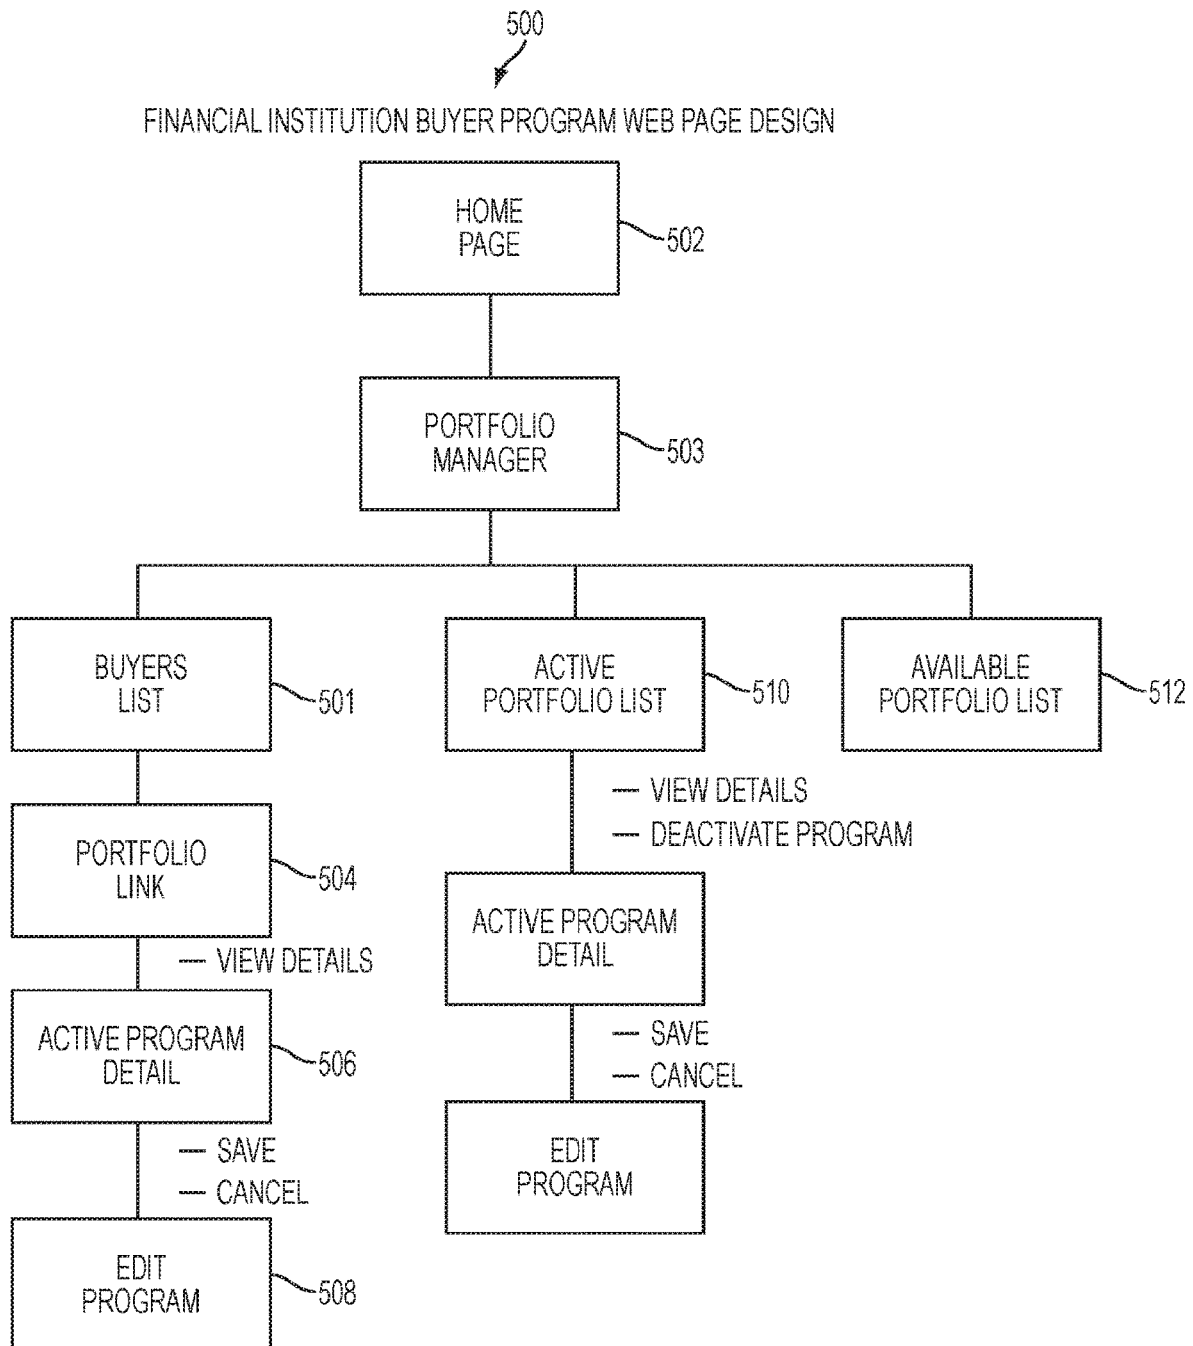 500
FINANCIAL INSTITUTION BUYER PROGRAM WEB PAGE DESIGN
HOME
PAGE
502
PORTFOLIO
MANAGER
503
BUYERS
LIST
501
ACTIVE
PORTFOLIO LIST
510
AVAILABLE
PORTFOLIO LIST
512
PORTFOLIO
LINK
504
— VIEW DETAILS
ACTIVE PROGRAM
DETAIL
506
— SAVE
— CANCEL
EDIT
PROGRAM
508
— VIEW DETAILS
— DEACTIVATE PROGRAM
ACTIVE PROGRAM
DETAIL
— SAVE
— CANCEL
EDIT
PROGRAM